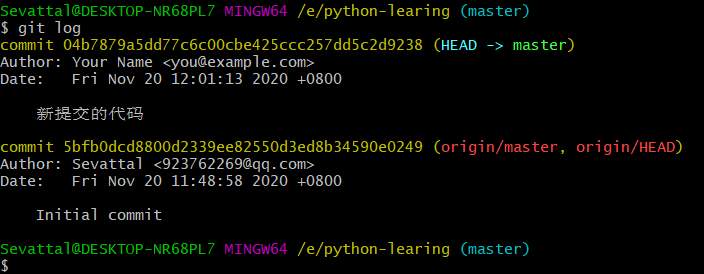 Sevattal@DESKTOP-NR68PL7 MINGW64 /e/python-learing (master)
$ git log
commit 04b7879a5dd77c6c00cbe425ccc257dd5c2d9238 (HEAD -> master)
Author: Your Name <you@example.com>
Date:   Fri Nov 20 12:01:13 2020 +0800
新提交的代码
commit 5bfb0dcd8800d2339ee82550d3ed8b34590e0249 (origin/master, origin/HEAD)
Author: Sevattal <923762269@qq.com>
Date:   Fri Nov 20 11:48:58 2020 +0800
Initial commit
Sevattal@DESKTOP-NR68PL7 MINGW64 /e/python-learing (master)
$